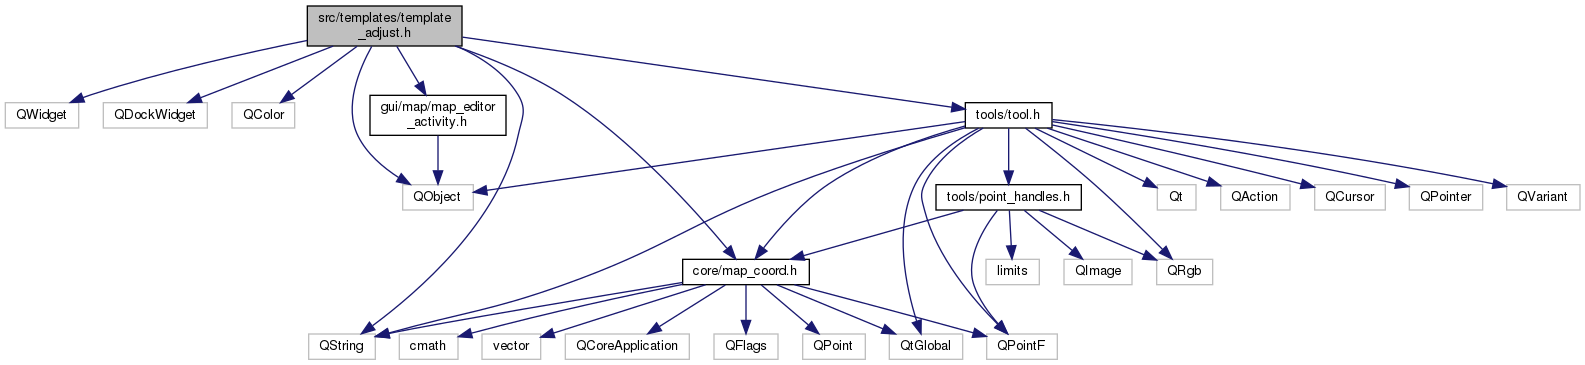 src/templates/template
_adjust.h
gui/map/map_editor
_activity.h
tools/tool.h
QWidget
QDockWidget
QColor
QObject
tools/point_handles.h
Qt
QAction
QCursor
QPointer
QVariant
core/map_coord.h
limits
QImage
QRgb
QString
cmath
vector
QCoreApplication
QFlags
QPoint
QtGlobal
QPointF